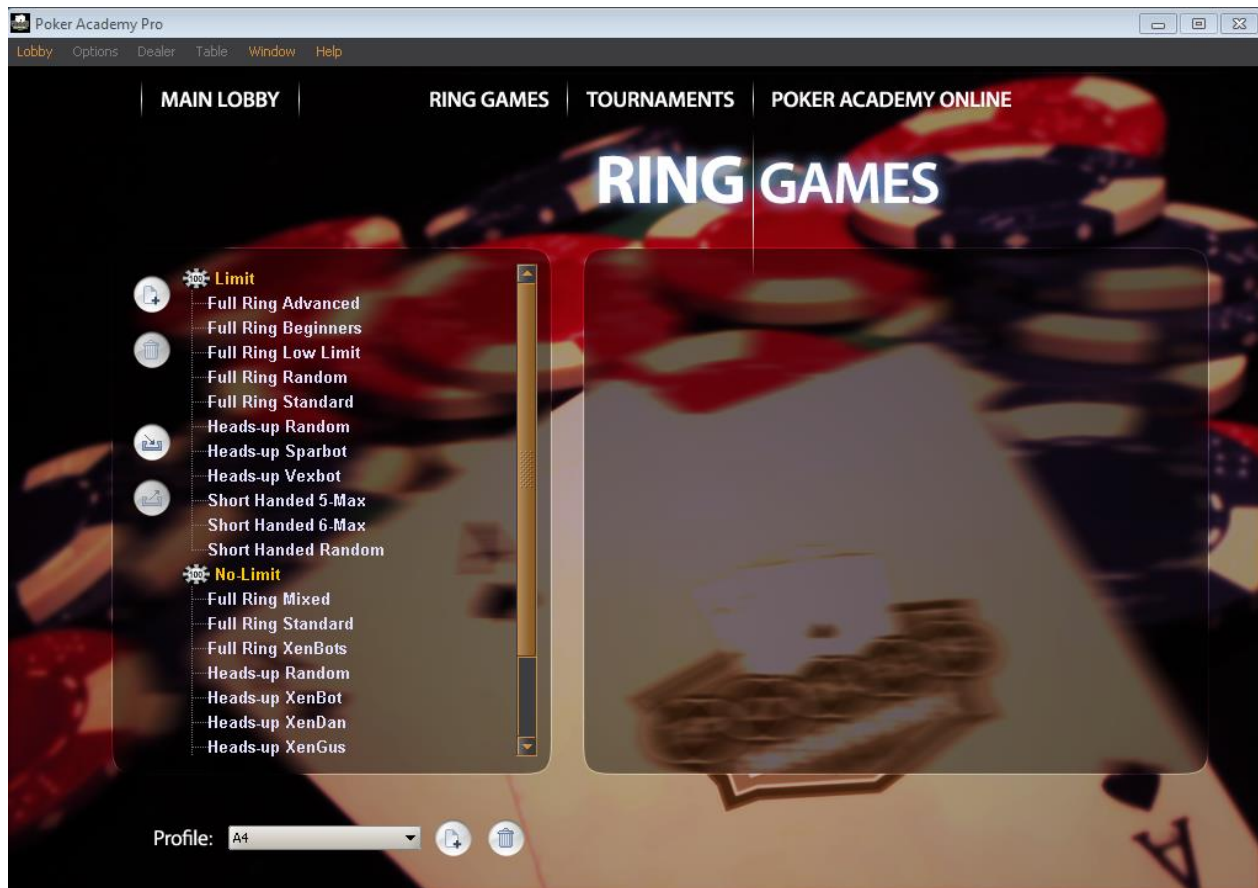 Poker Academy Pro
Lobby Options Dealer Table Window Help
MAIN LOBBY RING GAMES TOURNAMENTS POKER ACADEMY ONLINE
RING GAMES
100 Limit
Full Ring Advanced
Full Ring Beginners
Full Ring Low Limit
Full Ring Random
Full Ring Standard
Heads-up Random
Heads-up Sparbot
Heads-up Vexbot
Short Handed 5-Max
Short Handed 6-Max
Short Handed Random
100 No-Limit
Full Ring Mixed
Full Ring Standard
Full Ring XenBots
Heads-up Random
Heads-up XenBot
Heads-up XenDan
Heads-up XenGus
Profile: A4
A